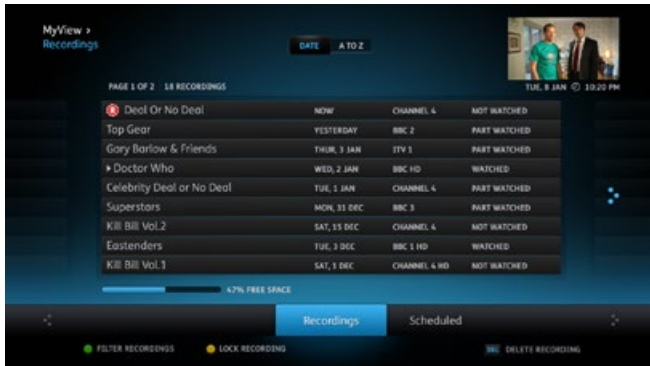 MyView >
Recordings
DATE A TO Z
PAGE 1 OF 2 18 RECORDINGS
TUE, 8 JAN 10:20 PM
R Deal Or No Deal NOW CHANNEL 4 NOT WATCHED
Top Gear YESTERDAY BBC 2 PART WATCHED
Gary Barlow & Friends THUR, 3 JAN ITV 1 PART WATCHED
Doctor Who WED, 2 JAN BBC HD WATCHED
Celebrity Deal or No Deal TUE, 1 JAN CHANNEL 4 PART WATCHED
Superstars MON, 31 DEC BBC 3 PART WATCHED
Kill Bill Vol.2 SAT, 15 DEC CHANNEL 4 NOT WATCHED
Eastenders TUE, 3 DEC BBC 1 HD WATCHED
Kill Bill Vol.1 SAT, 1 DEC CHANNEL 4 HD NOT WATCHED
47% FREE SPACE
Recordings Scheduled
FILTER RECORDINGS LOCK RECORDING DEL DELETE RECORDING